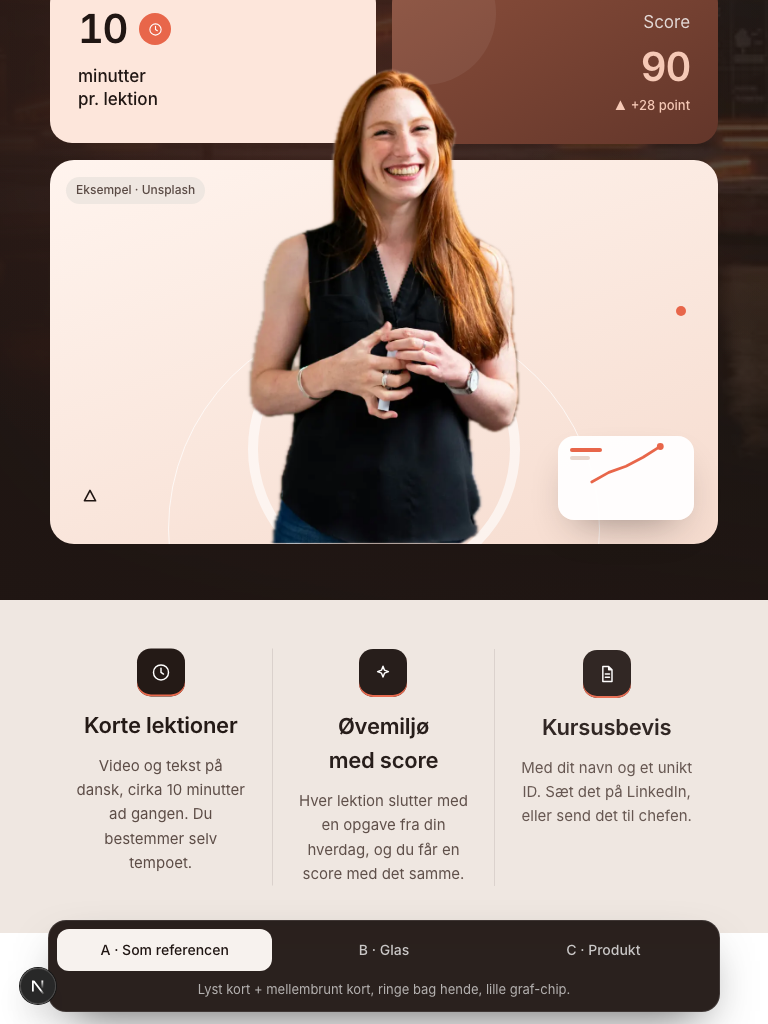 10
minutter
pr. lektion
Score
90
▲ +28 point
Eksempel · Unsplash
Korte lektioner
Video og tekst på
dansk, cirka 10 minutter
ad gangen. Du
bestemmer selv
tempoet.
Øvemiljø
med score
Hver lektion slutter med
en opgave fra din
hverdag, og du får en
score med det samme.
Kursusbevis
Med dit navn og et unikt
ID. Sæt det på LinkedIn,
eller send det til chefen.
A · Som referencen
B · Glas
C · Produkt
N
Lyst kort + mellembrunt kort, ringe bag hende, lille graf-chip.